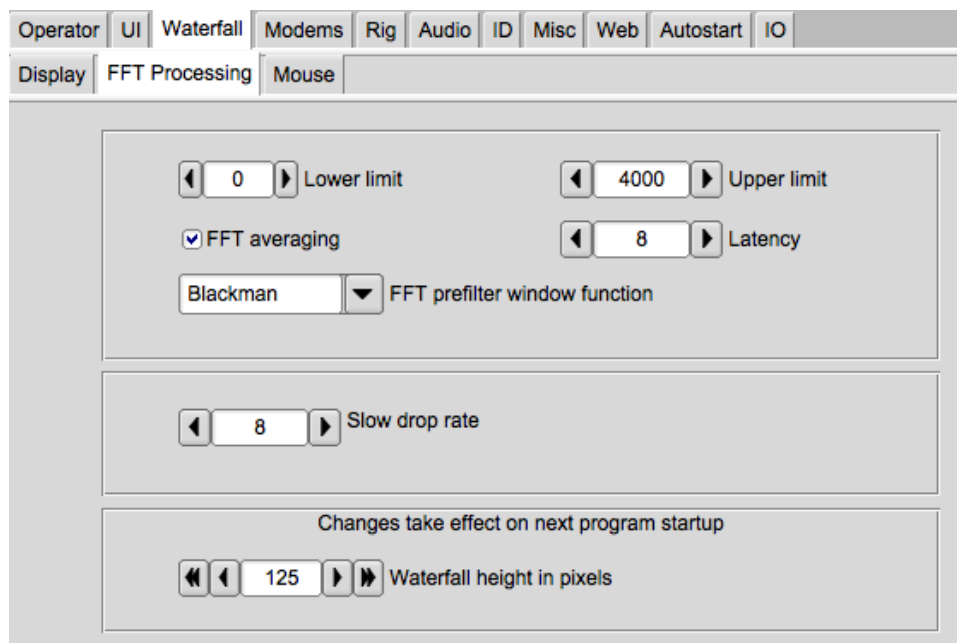 Operator UI Waterfall Modems Rig Audio ID Misc Web Autostart IO
Display FFT Processing Mouse
0 Lower limit 4000 Upper limit
FFT averaging 8 Latency
Blackman FFT prefilter window function
8 Slow drop rate
Changes take effect on next program startup
125 Waterfall height in pixels